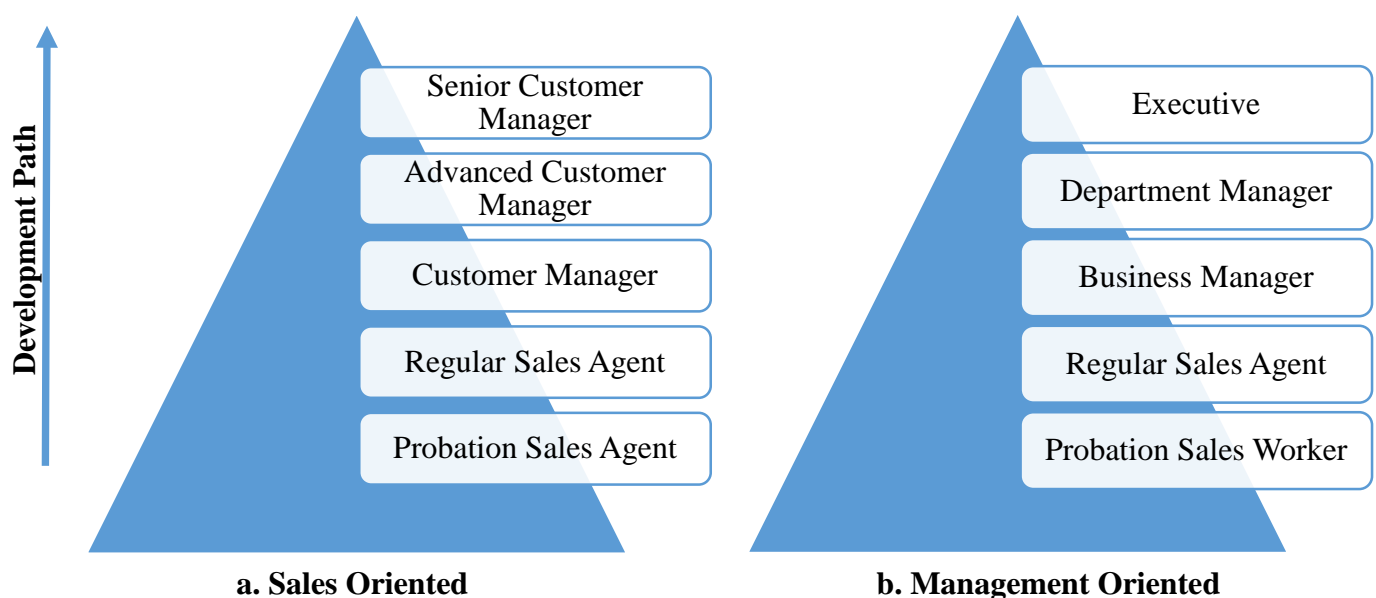 Development Path
Senior Customer
Manager
Advanced Customer
Manager
Customer Manager
Regular Sales Agent
Probation Sales Agent
a. Sales Oriented
Executive
Department Manager
Business Manager
Regular Sales Agent
Probation Sales Worker
b. Management Oriented